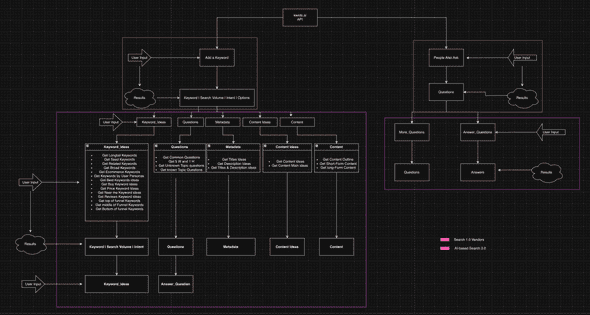 API
User Input
Add a Keyword
People Also Ask
User Input
Results
Keyword / Search Volume / Intent / Options
Questions
Results
User Input
Keyword_Ideas
Questions
Metadata
Content Ideas
Content
More_Questions
Answer_Questions
User Input
Keyword_Ideas
Get Longtail Keywords
Get Seed Keywords
Get Related Keywords
Get Broad Keywords
Get Ecommerce Keywords
Get Keywords by User Personas
Get Best Keywords Ideas
Get Buy Keyword Ideas
Get Price Keyword Ideas
Get Near me Keyword Ideas
Get Reviews Keyword Ideas
Get top of funnel Keywords
Get middle of Funnel Keywords
Get Bottom of funnel Keywords
Questions
Get Common Questions
Get 5 W and 1 H
Get Unknown Topic questions
Get known Topic Questions
Metadata
Get Titles Ideas
Get Description Ideas
Get Titles & Description Ideas
Content Ideas
Get Content Ideas
Get Content Main Ideas
Content
Get Content Outline
Get Short-Form Content
Get long-Form Content
Questions
Answers
Results
User Input
Results
Keyword / Search Volume / Intent
Questions
Metadata
Content Ideas
Content
Search 1.0 Vendors
AI-based Search 2.0
User Input
Keyword_Ideas
Answer_Question